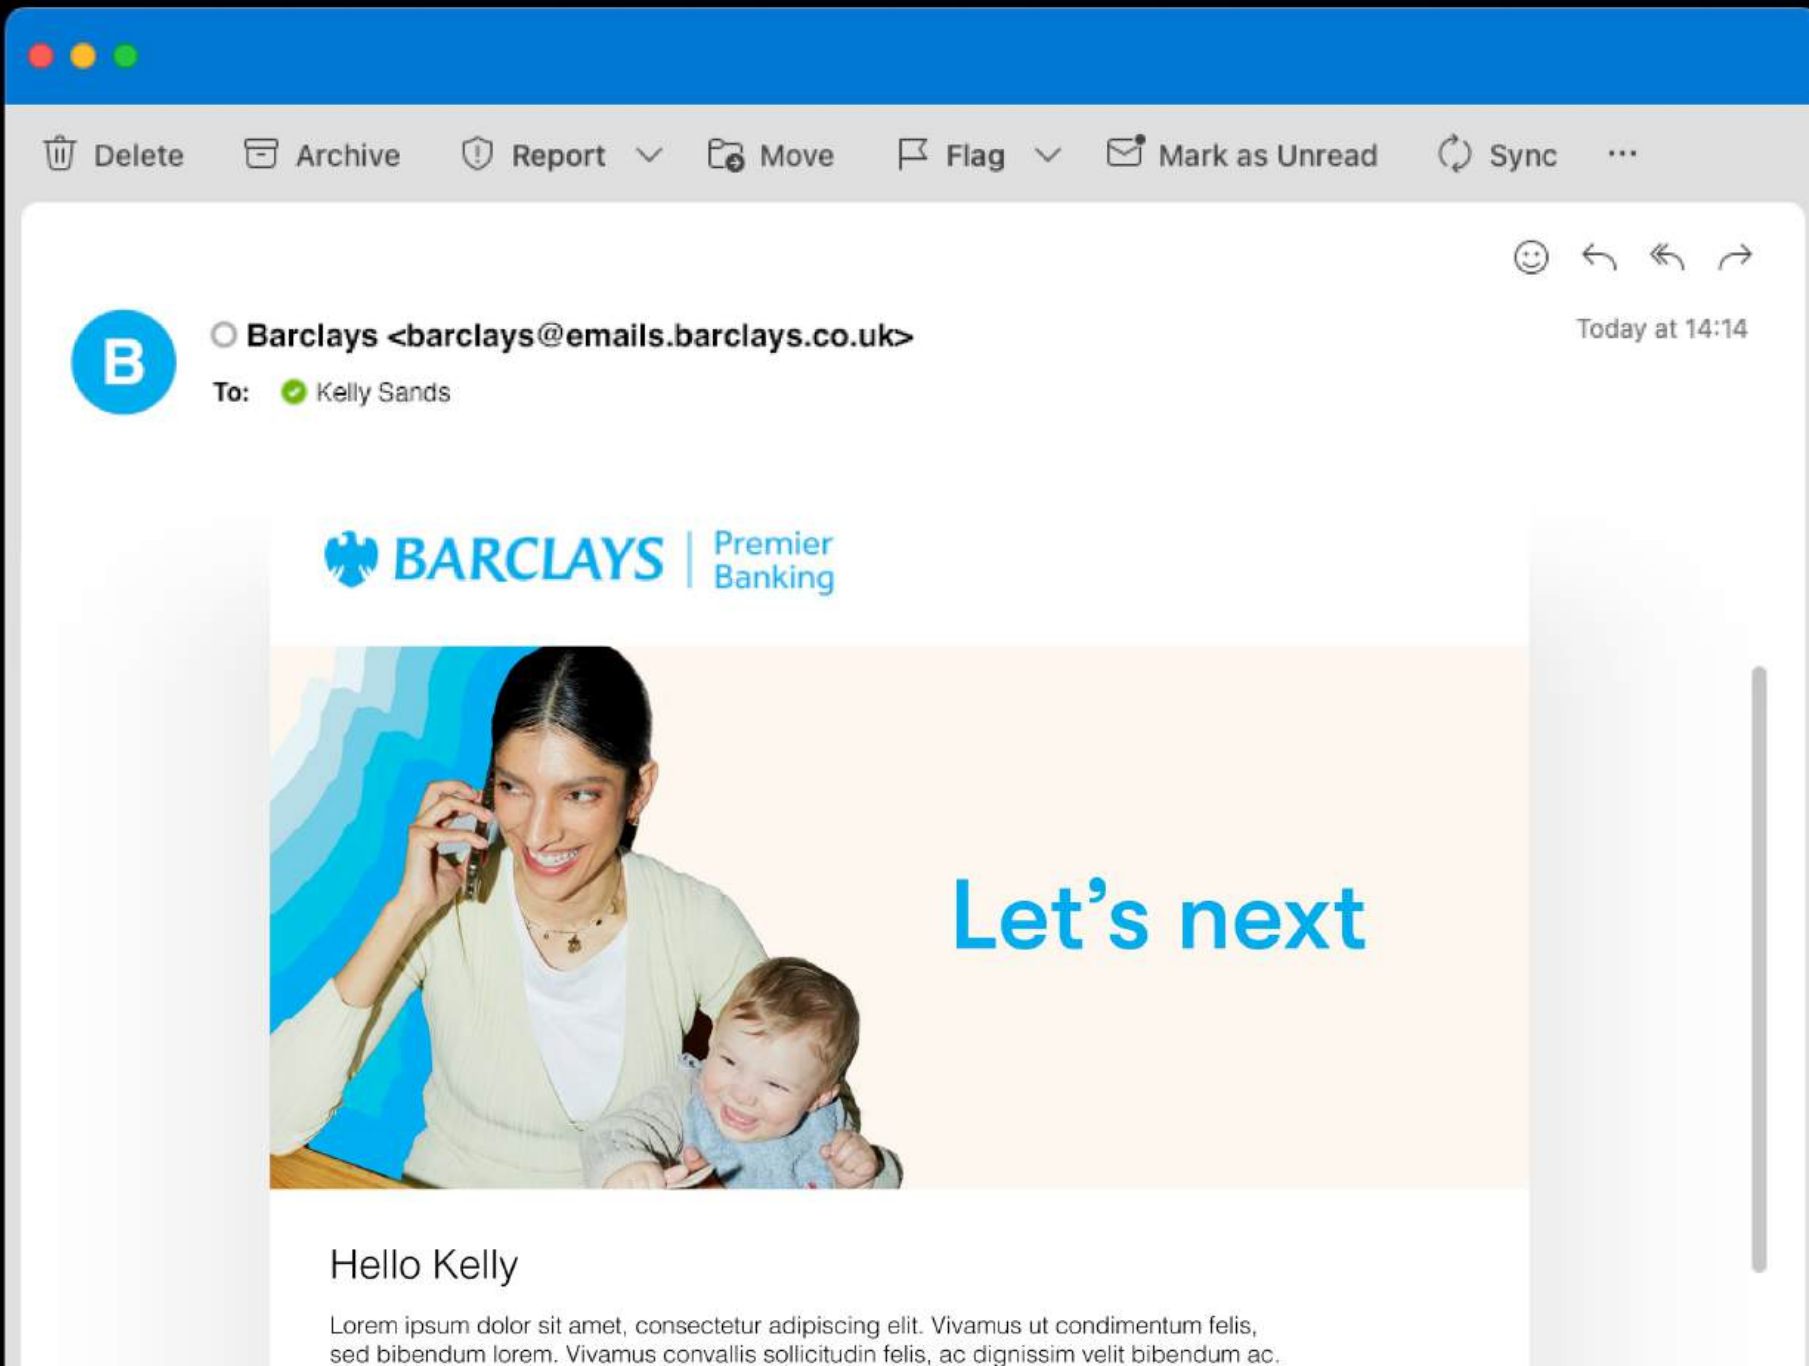 Delete Archive Report Move Flag Mark as Unread Sync ...
B
Barclays <barclays@emails.barclays.co.uk>
Today at 14:14
To: Kelly Sands
BARCLAYS
Premier
Banking
Let’s next
Hello Kelly
Lorem ipsum dolor sit amet, consectetur adipiscing elit. Vivamus ut condimentum felis,
sed bibendum lorem. Vivamus convallis sollicitudin felis, ac dignissim velit bibendum ac.